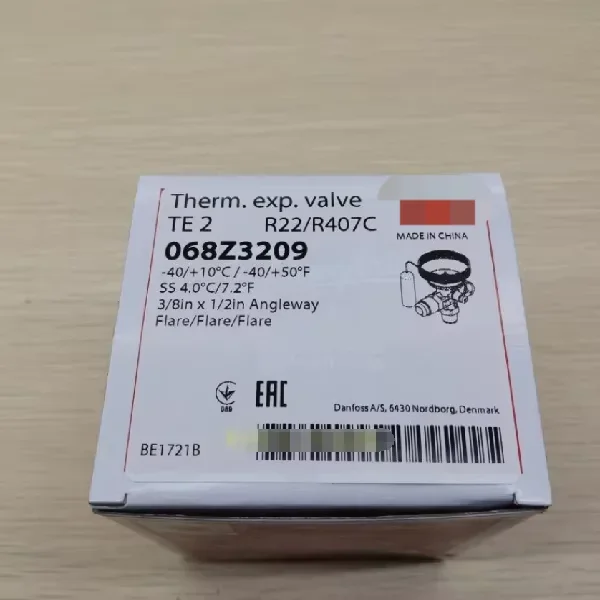 Therm. exp. valve
TE 2 R22/R407C
068Z3209
MADE IN CHINA
-40/+10°C / -40/+50°F
SS 4.0°C/7.2°F
3/8in x 1/2in Angleway
Flare/Flare/Flare
EAC
Danfoss A/S, 6430 Nordborg, Denmark
BE1721B